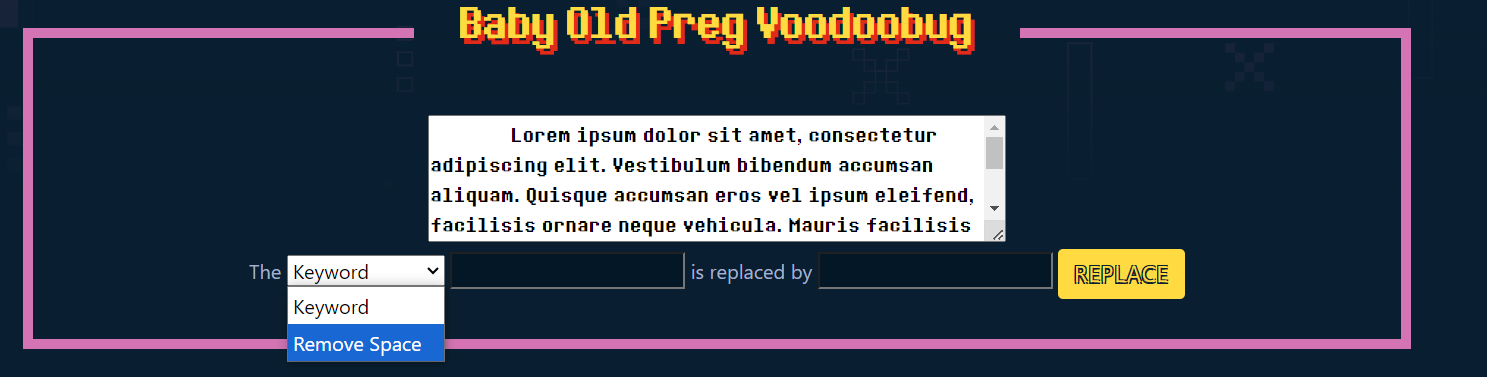 Baby Old Preg Voodoobug
Lorem ipsum dolor sit amet, consectetur
adipiscing elit. Vestibulum bibendum accumsan
aliquam. Quisque accumsan eros vel ipsum eleifend,
facilisis ornare neque vehicula. Mauris facilisis
The Keyword is replaced by REPLACE
Keyword
Remove Space